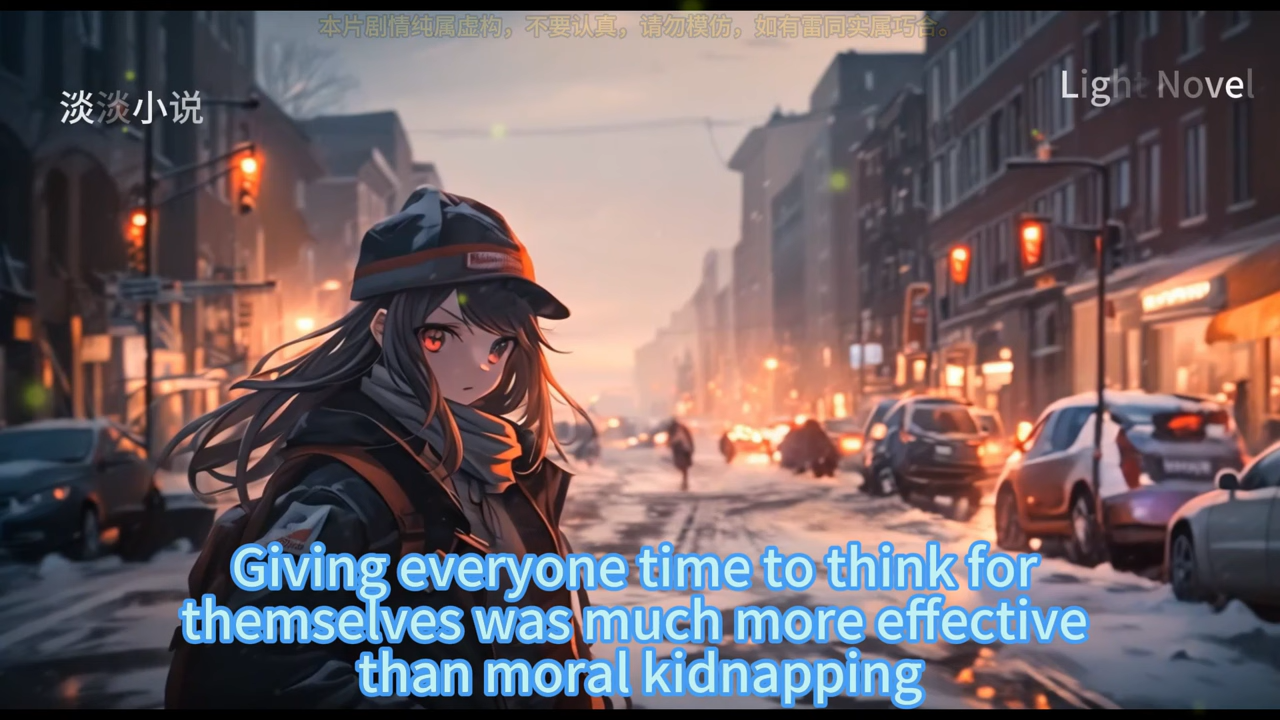 本片剧情纯属虚构，不要认真，请勿模仿，如有雷同实属巧合。
淡淡小说
Light Novel
Giving everyone time to think for
themselves was much more effective
than moral kidnapping